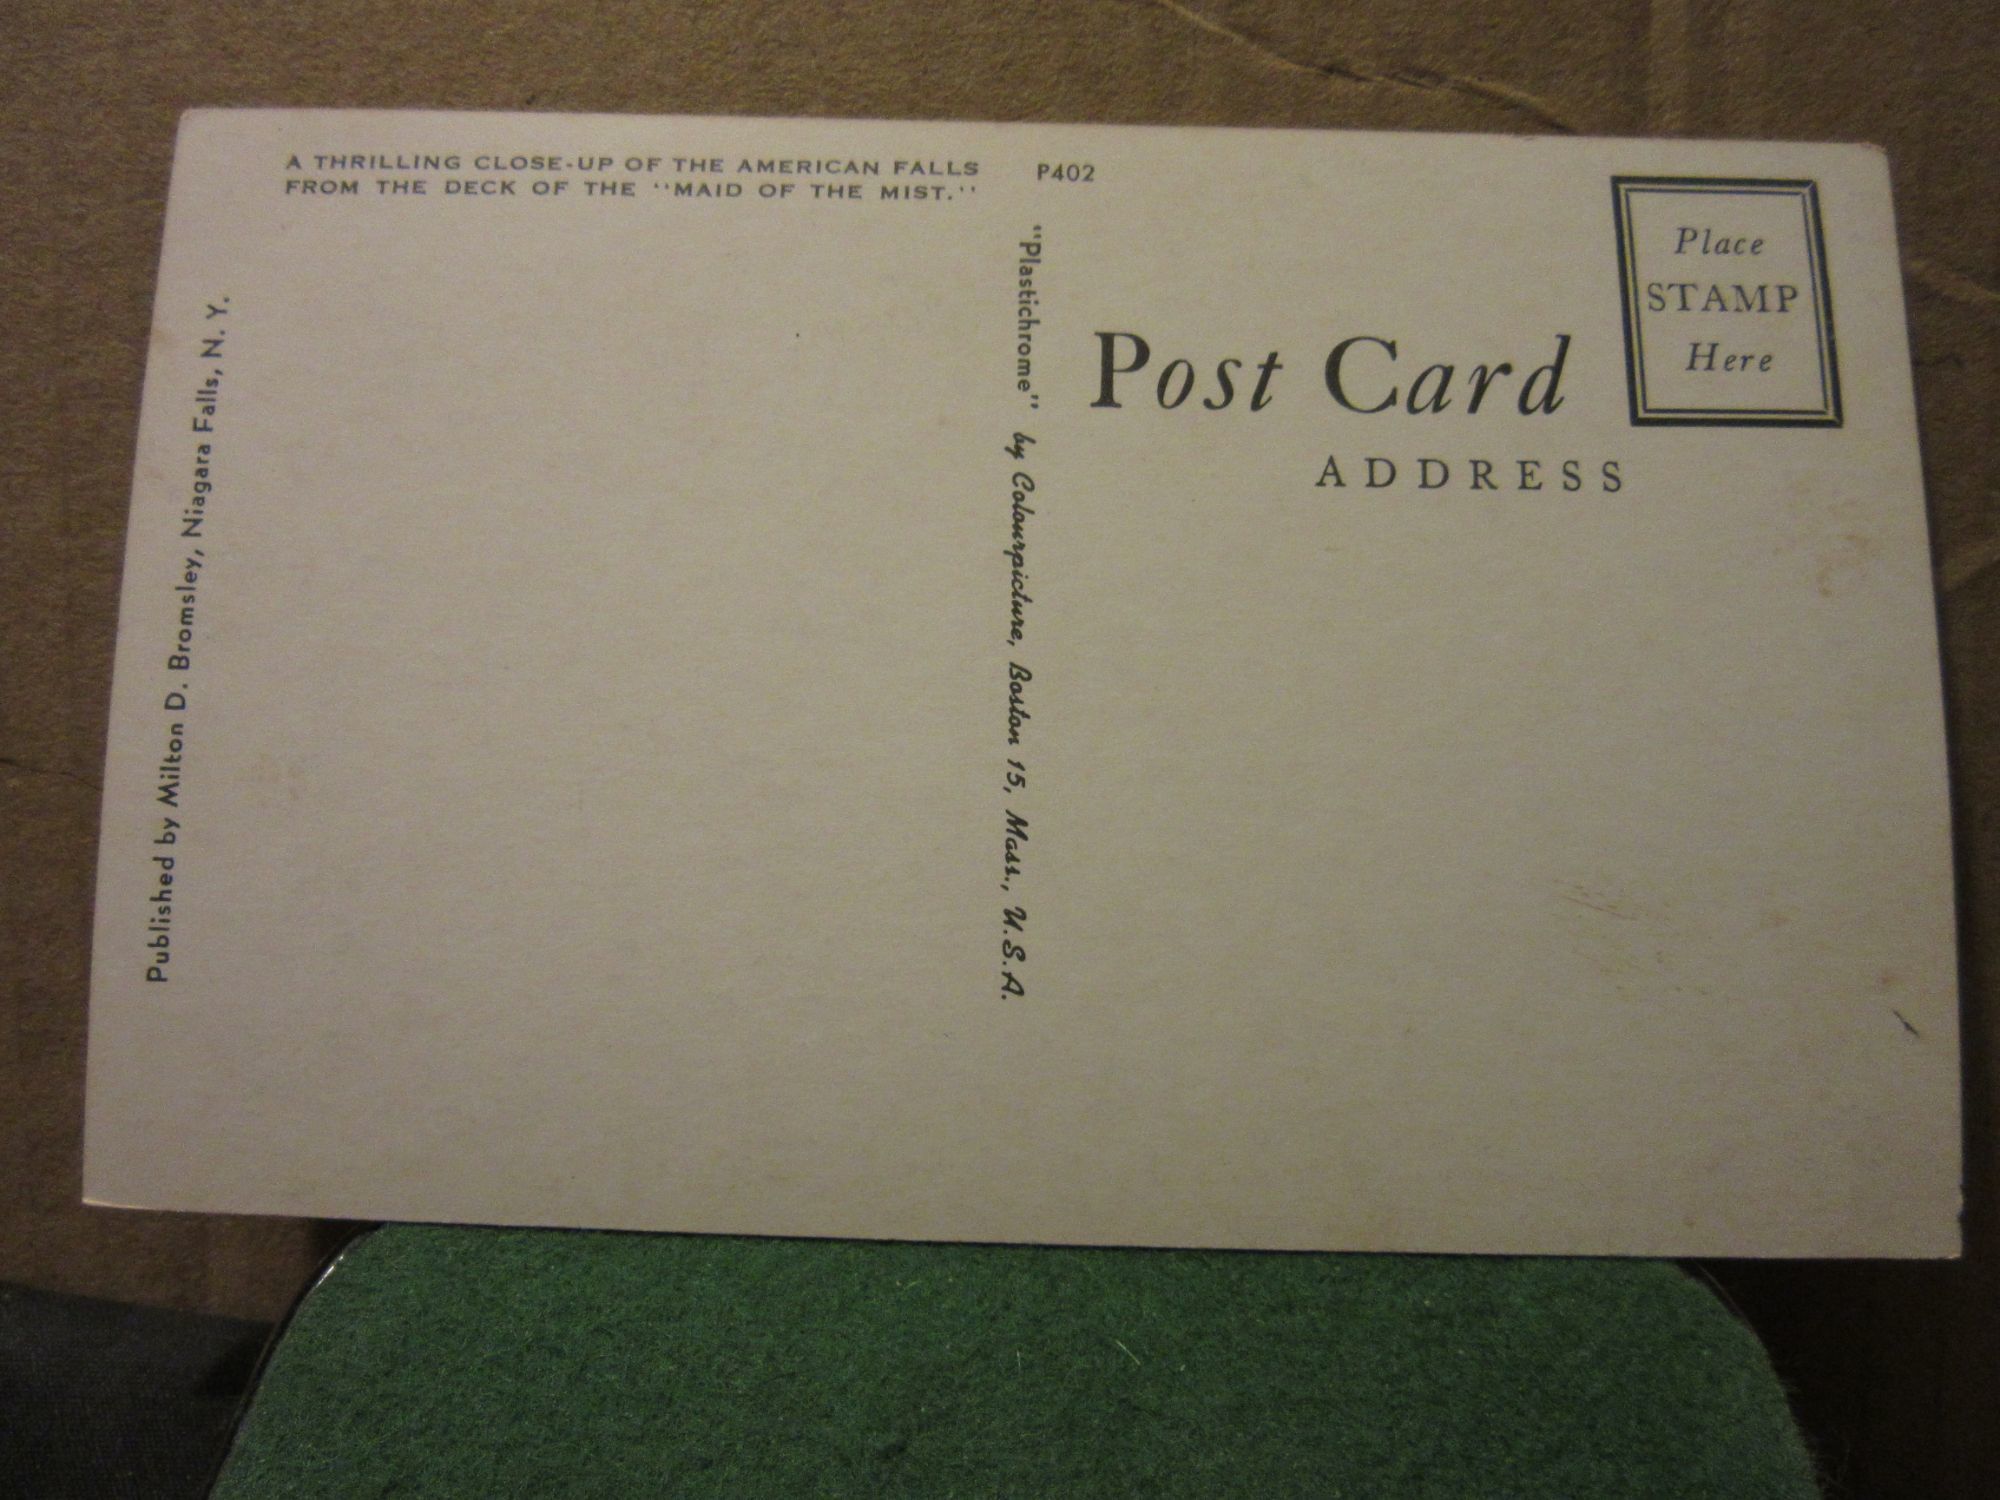 A THRILLING CLOSE-UP OF THE AMERICAN FALLS
FROM THE DECK OF THE "MAID OF THE MIST."
P402
Place
STAMP
Here
Post Card
ADDRESS
"Plastichrome" by Colourpicture, Boston 15, Mass., U.S.A.
Published by Milton D. Bromsley, Niagara Falls, N. Y.